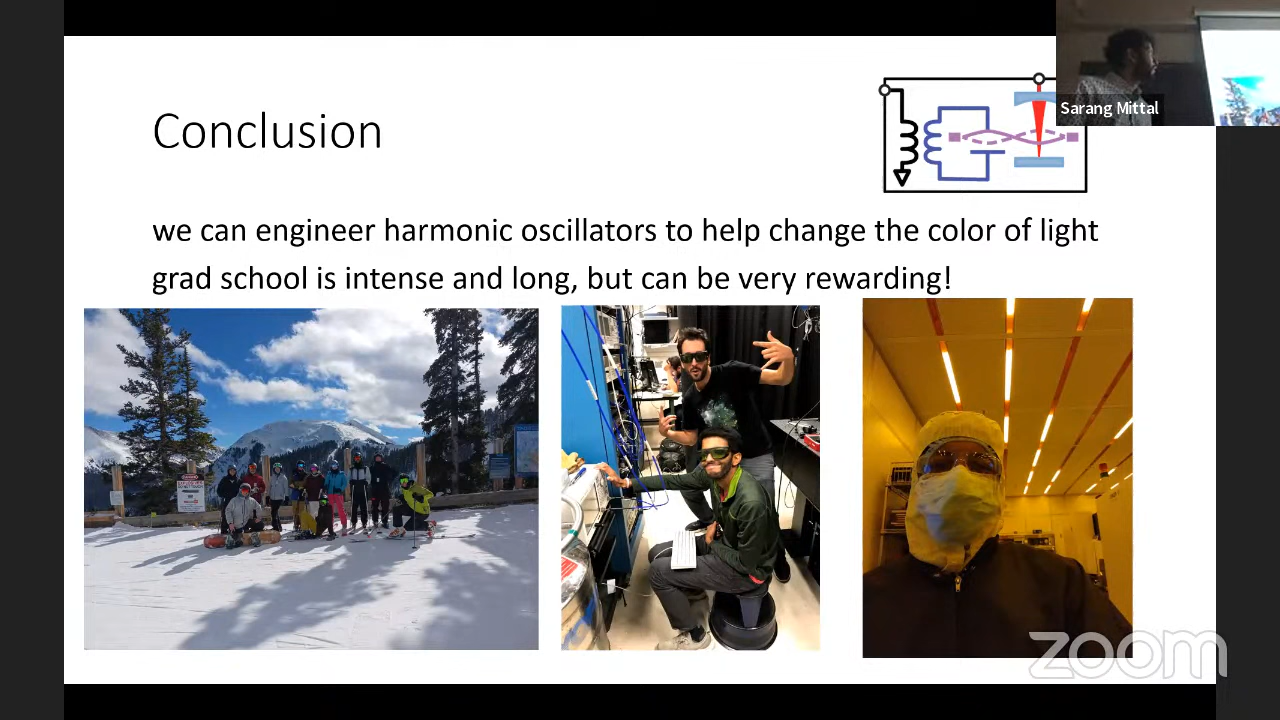 Sarang Mittal
Conclusion
we can engineer harmonic oscillators to help change the color of light
grad school is intense and long, but can be very rewarding!
zoom